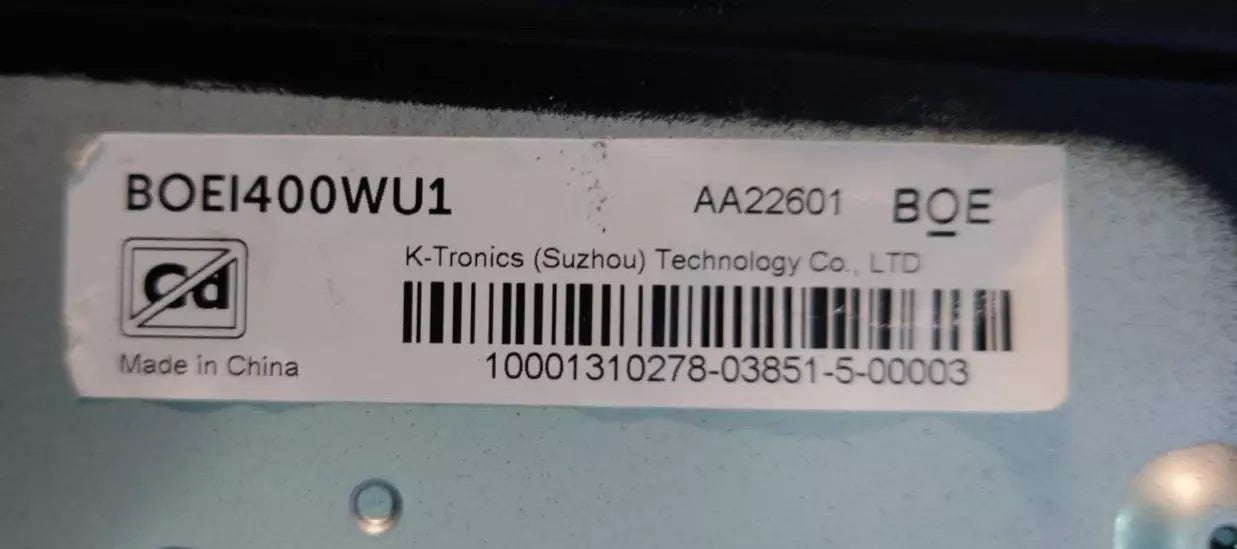 BOEI400WU1 AA22601 BOE
K-Tronics (Suzhou) Technology Co., LTD
Cd
Made in China
10001310278-03851-5-00003